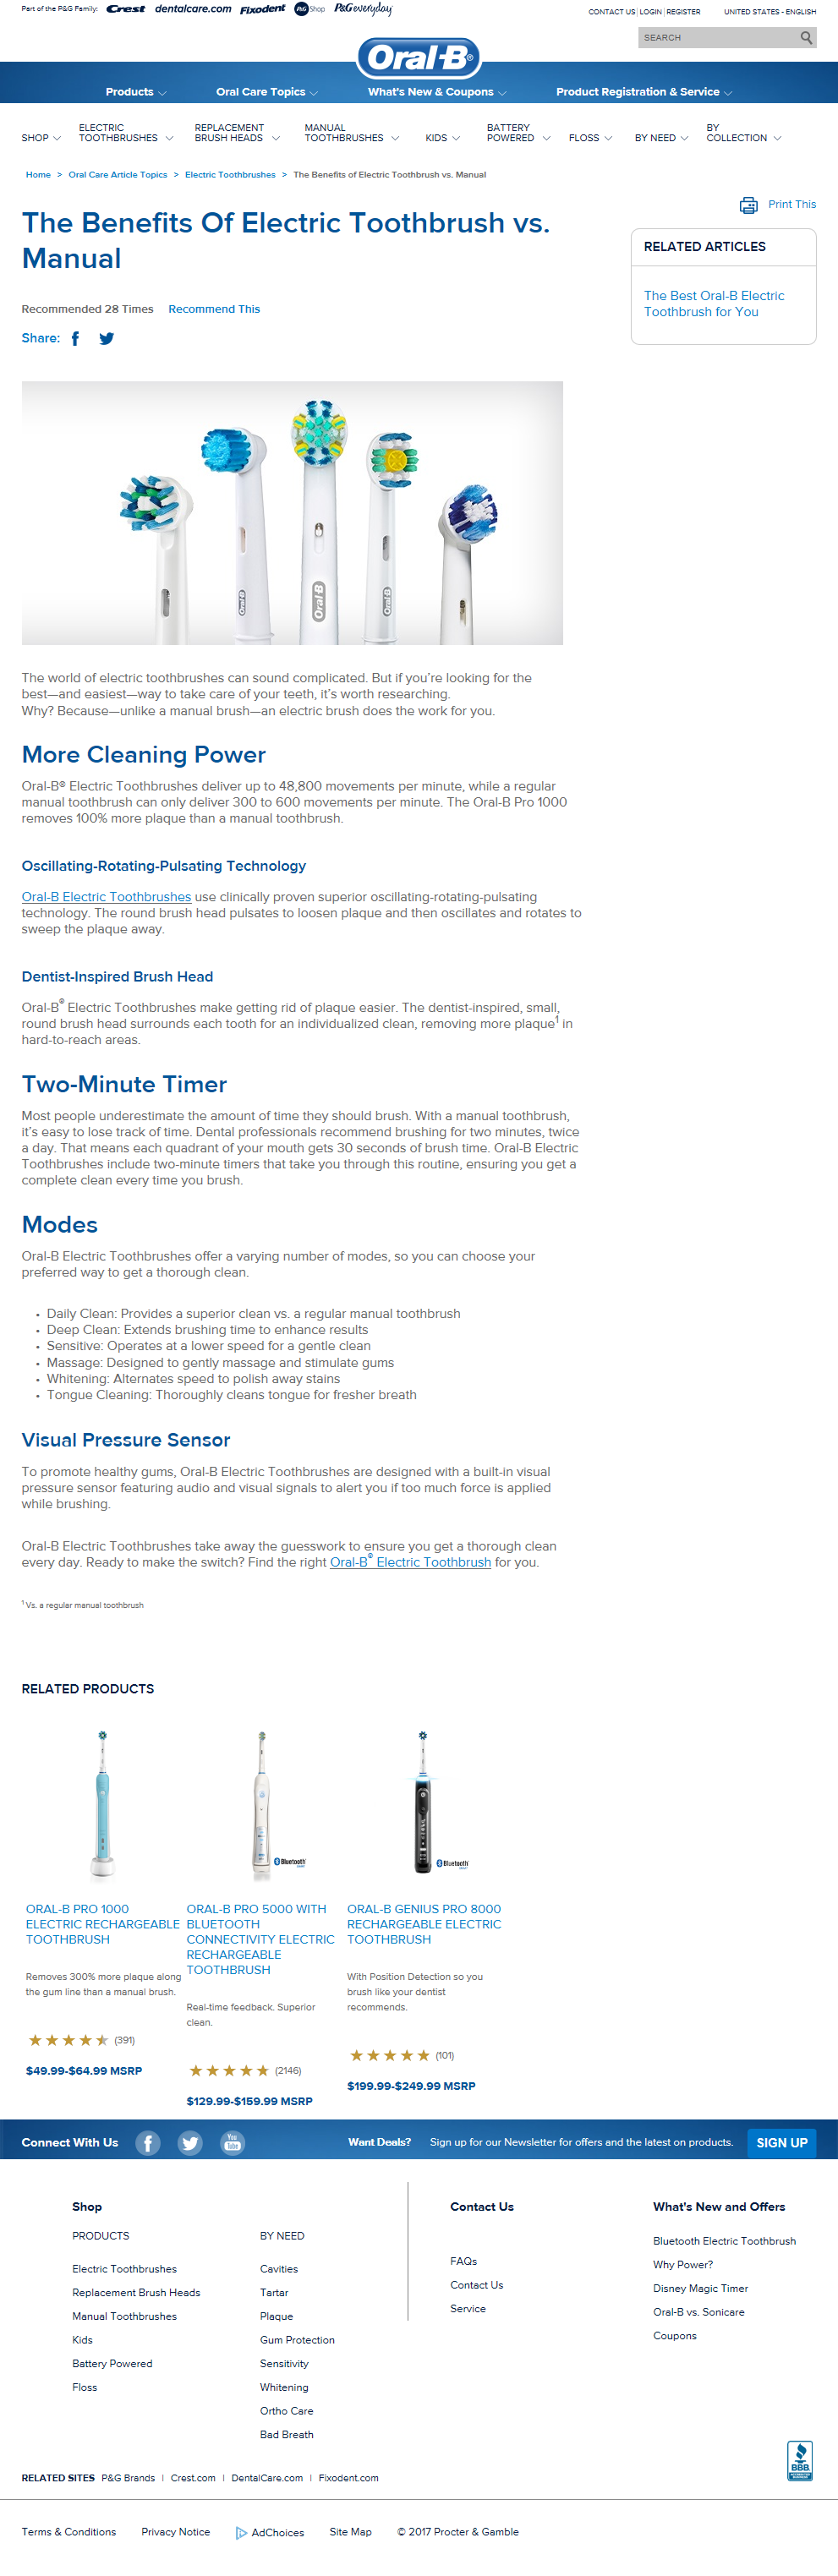 Part of the P&G Family: Crest dentalcare.com Fixodent P&G Shop P&G everyday
CONTACT US | LOGIN | REGISTER UNITED STATES - ENGLISH
SEARCH
Oral-B®
Products Oral Care Topics What's New & Coupons Product Registration & Service
SHOP
ELECTRIC
TOOTHBRUSHES
REPLACEMENT
BRUSH HEADS
MANUAL
TOOTHBRUSHES
KIDS
BATTERY
POWERED
FLOSS
BY NEED
BY
COLLECTION
Home > Oral Care Article Topics > Electric Toothbrushes > The Benefits of Electric Toothbrush vs. Manual
Print This
The Benefits Of Electric Toothbrush vs.
Manual
RELATED ARTICLES
The Best Oral-B Electric
Toothbrush for You
Recommended 28 Times Recommend This
Share:
Oral-B Oral-B Oral-B
The world of electric toothbrushes can sound complicated. But if you're looking for the
best—and easiest—way to take care of your teeth, it's worth researching.
Why? Because—unlike a manual brush—an electric brush does the work for you.
More Cleaning Power
Oral-B® Electric Toothbrushes deliver up to 48,800 movements per minute, while a regular
manual toothbrush can only deliver 300 to 600 movements per minute. The Oral-B Pro 1000
removes 100% more plaque than a manual toothbrush.
Oscillating-Rotating-Pulsating Technology
Oral-B Electric Toothbrushes use clinically proven superior oscillating-rotating-pulsating
technology. The round brush head pulsates to loosen plaque and then oscillates and rotates to
sweep the plaque away.
Dentist-Inspired Brush Head
Oral-B® Electric Toothbrushes make getting rid of plaque easier. The dentist-inspired, small,
round brush head surrounds each tooth for an individualized clean, removing more plaque¹ in
hard-to-reach areas.
Two-Minute Timer
Most people underestimate the amount of time they should brush. With a manual toothbrush,
it's easy to lose track of time. Dental professionals recommend brushing for two minutes, twice
a day. That means each quadrant of your mouth gets 30 seconds of brush time. Oral-B Electric
Toothbrushes include two-minute timers that take you through this routine, ensuring you get a
complete clean every time you brush.
Modes
Oral-B Electric Toothbrushes offer a varying number of modes, so you can choose your
preferred way to get a thorough clean.
• Daily Clean: Provides a superior clean vs. a regular manual toothbrush
• Deep Clean: Extends brushing time to enhance results
• Sensitive: Operates at a lower speed for a gentle clean
• Massage: Designed to gently massage and stimulate gums
• Whitening: Alternates speed to polish away stains
• Tongue Cleaning: Thoroughly cleans tongue for fresher breath
Visual Pressure Sensor
To promote healthy gums, Oral-B Electric Toothbrushes are designed with a built-in visual
pressure sensor featuring audio and visual signals to alert you if too much force is applied
while brushing.
Oral-B Electric Toothbrushes take away the guesswork to ensure you get a thorough clean
every day. Ready to make the switch? Find the right Oral-B® Electric Toothbrush for you.
¹ Vs. a regular manual toothbrush
RELATED PRODUCTS
Bluetooth
Bluetooth
ORAL-B PRO 1000
ELECTRIC RECHARGEABLE
TOOTHBRUSH
Removes 300% more plaque along
the gum line than a manual brush.
(391)
$49.99-$64.99 MSRP
ORAL-B PRO 5000 WITH
BLUETOOTH
CONNECTIVITY ELECTRIC
RECHARGEABLE
TOOTHBRUSH
Real-time feedback. Superior
clean.
(2146)
$129.99-$159.99 MSRP
ORAL-B GENIUS PRO 8000
RECHARGEABLE ELECTRIC
TOOTHBRUSH
With Position Detection so you
brush like your dentist
recommends.
(101)
$199.99-$249.99 MSRP
Connect With Us You Tube Want Deals? Sign up for our Newsletter for offers and the latest on products. SIGN UP
Shop
PRODUCTS
Electric Toothbrushes
Replacement Brush Heads
Manual Toothbrushes
Kids
Battery Powered
Floss
BY NEED
Cavities
Tartar
Plaque
Gum Protection
Sensitivity
Whitening
Ortho Care
Bad Breath
Contact Us
FAQs
Contact Us
Service
What's New and Offers
Bluetooth Electric Toothbrush
Why Power?
Disney Magic Timer
Oral-B vs. Sonicare
Coupons
BBB
RELATED SITES P&G Brands | Crest.com | DentalCare.com | Fixodent.com
Terms & Conditions Privacy Notice AdChoices Site Map © 2017 Procter & Gamble